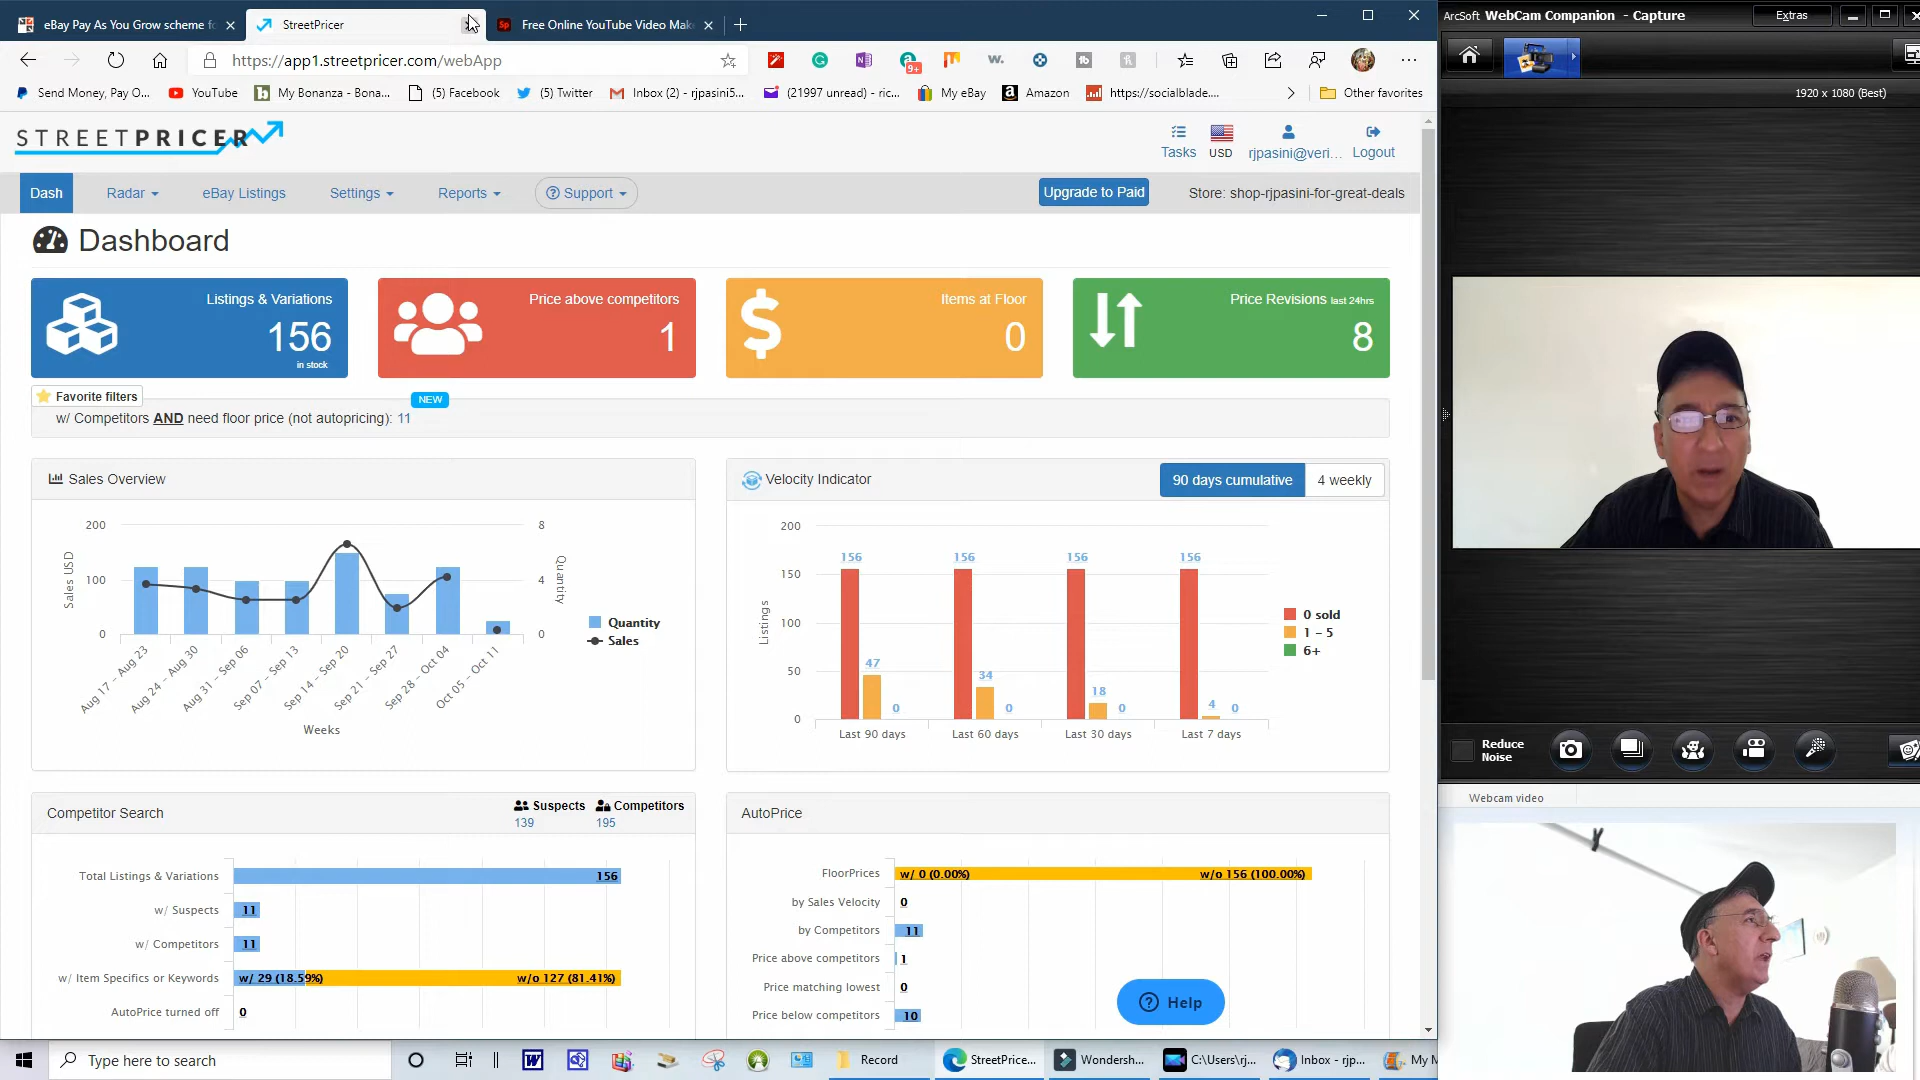 eBay Pay As You Grow scheme fo
StreetPricer
Free Online YouTube Video Mak
ArcSoft WebCam Companion - Capture
Extras
https://app1.streetpricer.com/webApp
9+
1920 x 1080 (Best)
Send Money, Pay O...
YouTube
My Bonanza - Bona...
(5) Facebook
(5) Twitter
Inbox (2) - rjpasini5...
(21997 unread) - ric...
My eBay
Amazon
https://socialblade....
Other favorites
STREETPRICER
Tasks
USD
rjpasini@veri...
Logout
Dash
Radar
eBay Listings
Settings
Reports
Support
Upgrade to Paid
Store: shop-rjpasini-for-great-deals
Dashboard
Listings & Variations
156
in stock
Price above competitors
1
Items at Floor
0
Price Revisions last 24hrs
8
Favorite filters
NEW
w/ Competitors AND need floor price (not autopricing): 11
Sales Overview
200
100
0
Sales USD
8
4
0
Quantity
Aug 17 - Aug 23
Aug 24 - Aug 30
Aug 31 - Sep 06
Sep 07 - Sep 13
Sep 14 - Sep 20
Sep 21 - Sep 27
Sep 28 - Oct 04
Oct 05 - Oct 11
Weeks
Quantity
Sales
Velocity Indicator
90 days cumulative
4 weekly
200
150
100
50
0
Listings
156
47
0
156
34
0
156
18
0
156
4
0
Last 90 days
Last 60 days
Last 30 days
Last 7 days
0 sold
1 - 5
6+
Reduce
Noise
Webcam video
Competitor Search
Suspects
139
Competitors
195
Total Listings & Variations
156
w/ Suspects
11
w/ Competitors
11
w/ Item Specifics or Keywords
w/ 29 (18.59%)
w/o 127 (81.41%)
AutoPrice turned off
0
AutoPrice
FloorPrices
w/ 0 (0.00%)
w/o 156 (100.00%)
by Sales Velocity
0
by Competitors
11
Price above competitors
1
Price matching lowest
0
Price below competitors
10
Help
Type here to search
Record
StreetPrice...
Wondersh...
C:\Users\rj...
Inbox - rjp...
My M